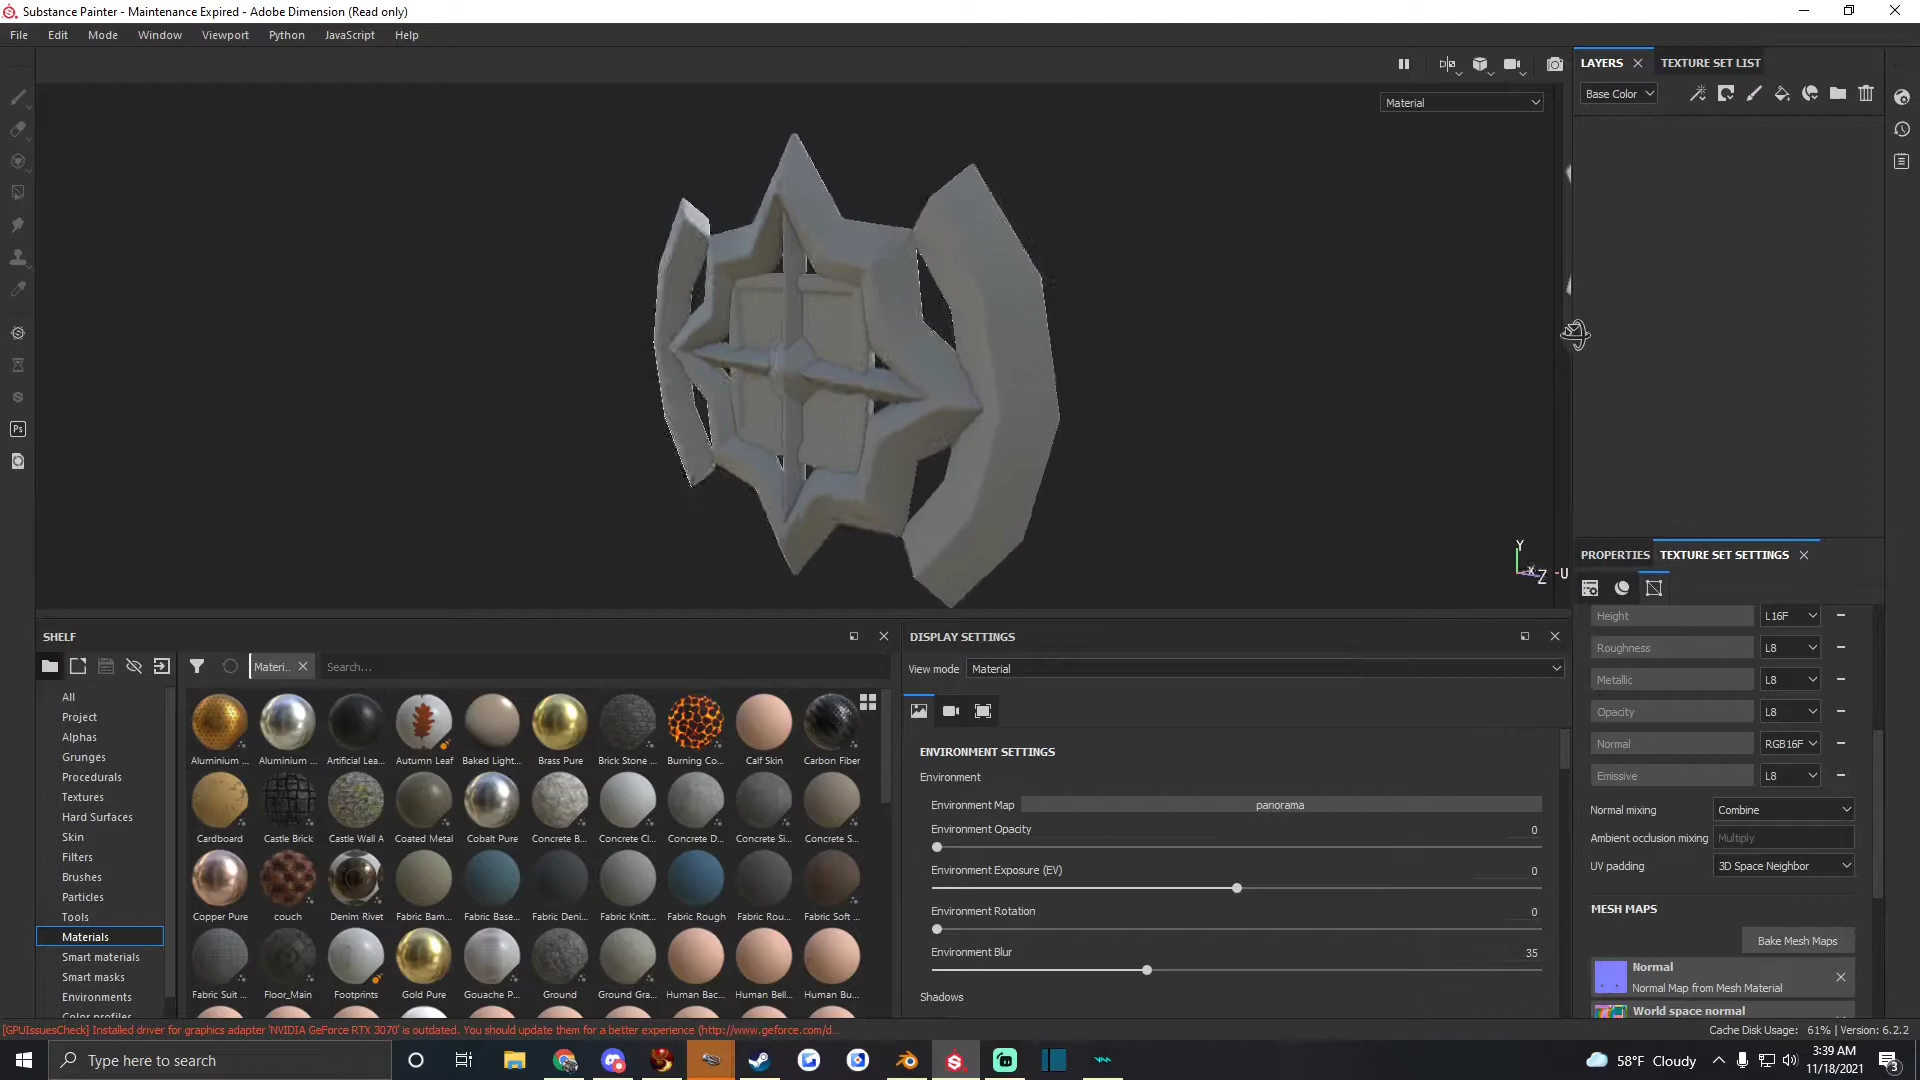 Substance Painter - Maintenance Expired - Adobe Dimension (Read only)
File Edit Mode Window Viewport Python JavaScript Help
Material
LAYERS TEXTURE SET LIST
Base Color
Y
X
Z
U
PROPERTIES TEXTURE SET SETTINGS
Height L16F
Roughness L8
Metallic L8
Opacity L8
Normal RGB16F
Emissive L8
Normal mixing Combine
Ambient occlusion mixing Multiply
UV padding 3D Space Neighbor
MESH MAPS
Bake Mesh Maps
Normal
Normal Map from Mesh Material
World space normal
SHELF
Materi...
Search...
All
Project
Alphas
Grunges
Procedurals
Textures
Hard Surfaces
Skin
Filters
Brushes
Particles
Tools
Materials
Smart materials
Smart masks
Environments
Color profiles
Aluminium ... Aluminium ... Artificial Lea... Autumn Leaf Baked Light... Brass Pure Brick Stone ... Burning Co... Calf Skin Carbon Fiber
Cardboard Castle Brick Castle Wall A Coated Metal Cobalt Pure Concrete B... Concrete Cl... Concrete D... Concrete Si... Concrete S...
Copper Pure couch Denim Rivet Fabric Bam... Fabric Base... Fabric Deni... Fabric Knitt... Fabric Rough Fabric Rou... Fabric Soft ...
Fabric Suit ... Floor_Main Footprints Gold Pure Gouache P... Ground Ground Gra... Human Bac... Human Bell... Human Bu...
DISPLAY SETTINGS
View mode Material
ENVIRONMENT SETTINGS
Environment
Environment Map panorama
Environment Opacity 0
Environment Exposure (EV) 0
Environment Rotation 0
Environment Blur 35
Shadows
[GPUIssuesCheck] Installed driver for graphics adapter 'NVIDIA GeForce RTX 3070' is outdated. You should update them for a better experience (http://www.geforce.com/d...
Cache Disk Usage: 61% | Version: 6.2.2
Ps
Type here to search
58°F Cloudy
3:39 AM
11/18/2021
3